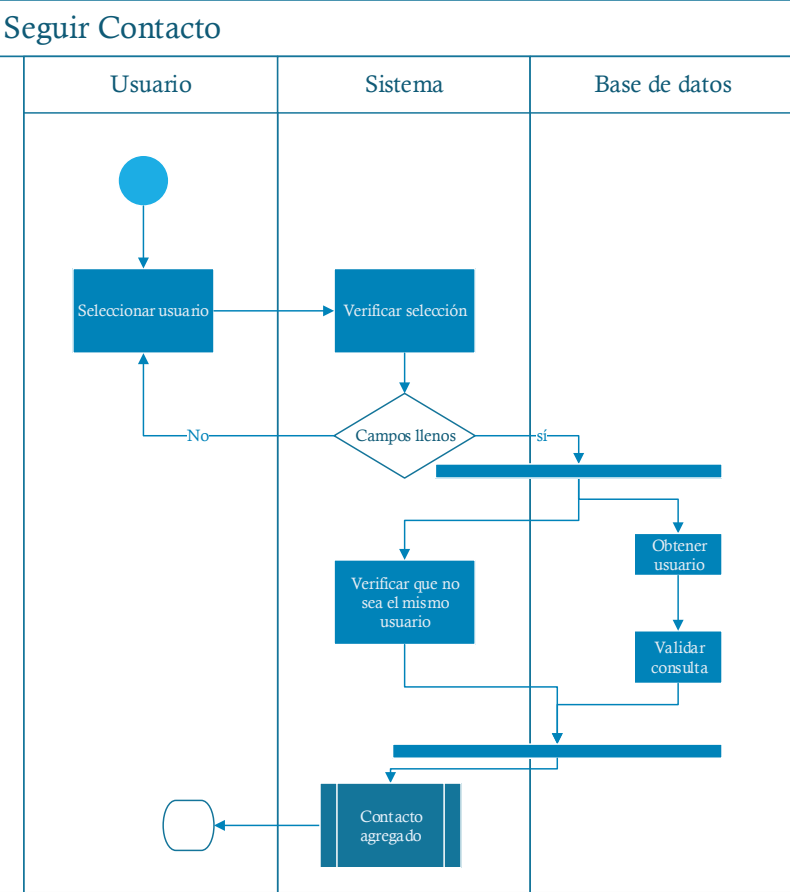 Seguir Contacto
Usuario
Sistema
Base de datos
Seleccionar usuario
Verificar selección
Campos llenos
No
sí
Obtener
usuario
Verificar que no
sea el mismo
usuario
Validar
consulta
Contacto
agregado